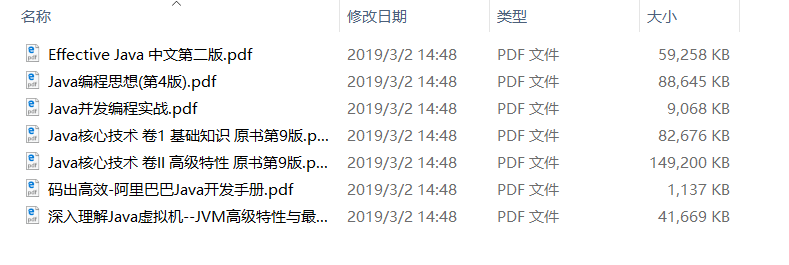 名称 修改日期 类型 大小
Effective Java 中文第二版.pdf 2019/3/2 14:48 PDF 文件 59,258 KB
Java编程思想(第4版).pdf 2019/3/2 14:48 PDF 文件 88,645 KB
Java并发编程实战.pdf 2019/3/2 14:48 PDF 文件 9,068 KB
Java核心技术 卷1 基础知识 原书第9版.p... 2019/3/2 14:48 PDF 文件 82,676 KB
Java核心技术 卷II 高级特性 原书第9版.p... 2019/3/2 14:48 PDF 文件 149,200 KB
码出高效-阿里巴巴Java开发手册.pdf 2019/3/2 14:48 PDF 文件 1,137 KB
深入理解Java虚拟机--JVM高级特性与最... 2019/3/2 14:48 PDF 文件 41,669 KB